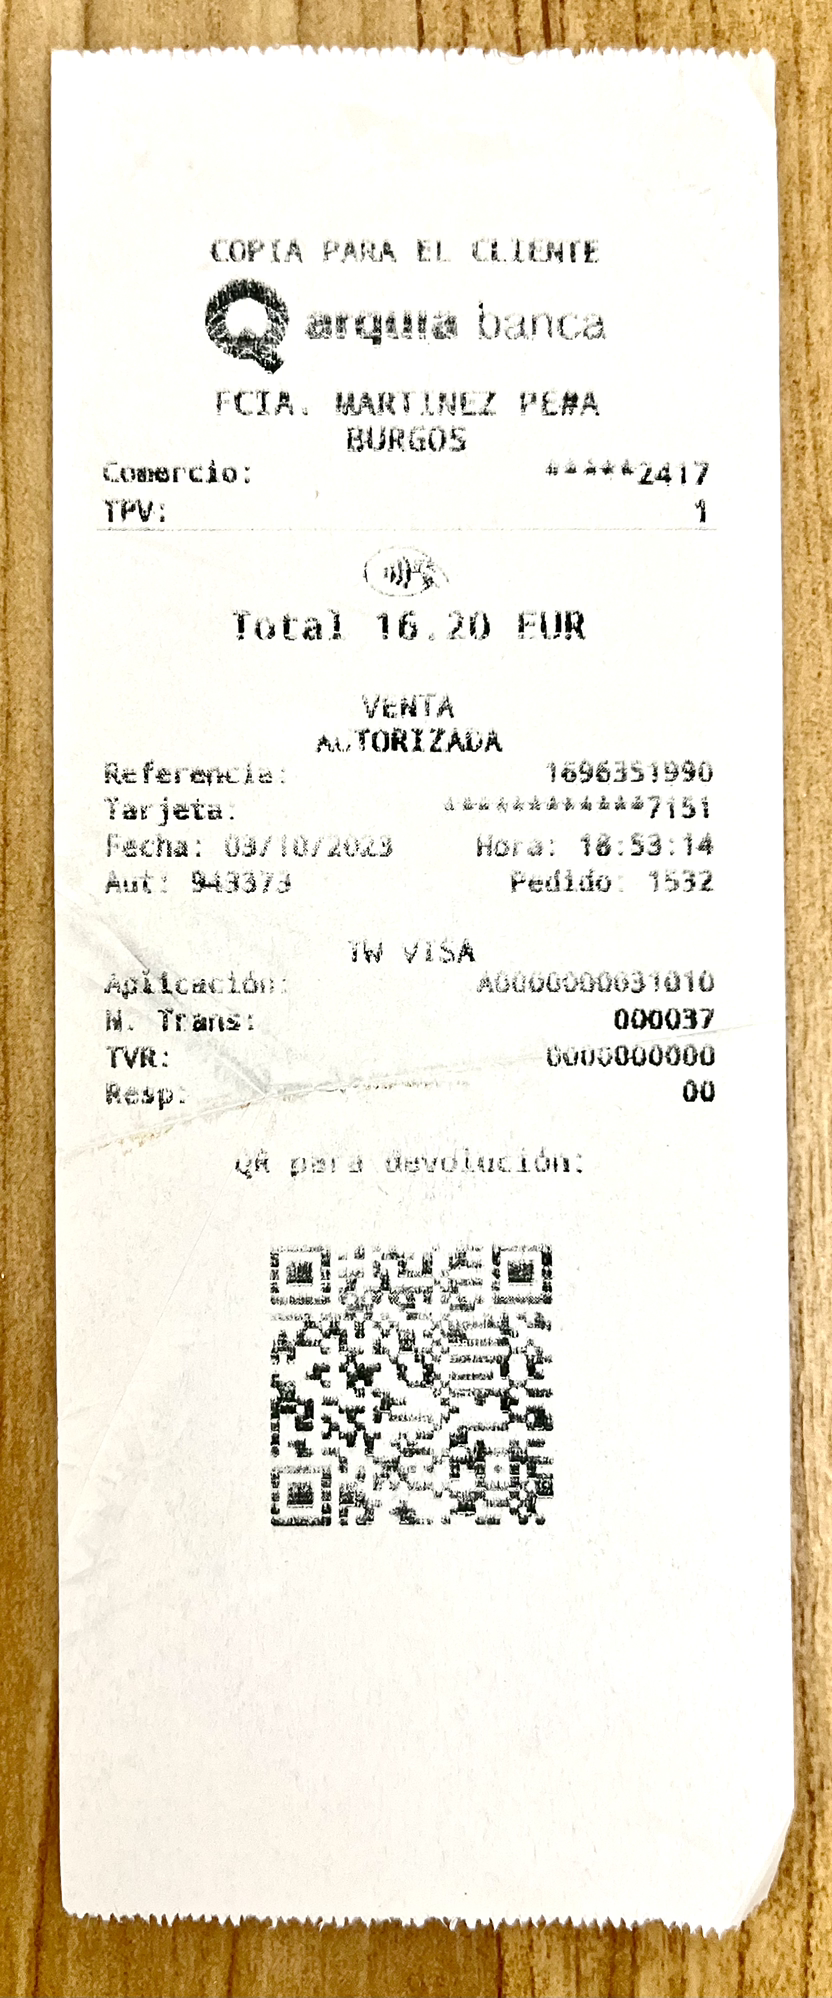 COPIA PARA EL CLIENTE
arquia banca
FCIA. MARTINEZ PE#A
BURGOS
Comercio: *****2417
TPV: 1
Total 16.20 EUR
VENTA
AUTORIZADA
Referencia: 1696351990
Tarjeta: ************7151
Fecha: 03/10/2023 Hora: 18:53:14
Aut: 943373 Pedido: 1532
TW VISA
Aplicación: A0000000031010
N. Trans: 000037
TVR: 0000000000
Resp: 00
QR para devolución: